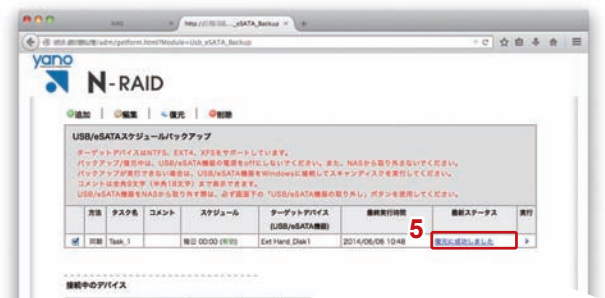 NAS
_eSATA_Backup
/adm/getform.html?Module=Usb_eSATA_Backup
yano
N-RAID
追加 編集 復元 削除
USB/eSATAスケジュールバックアップ
ターゲットデバイスはNTFS、EXT4、XFSをサポートしています。
バックアップ/復元中は、USB/eSATA機器の電源をoffにしないでください。また、NASから取り外さないでください。
バックアップが実行できない場合は、USB/eSATA機器をWindowsに接続してスキャンディスクを実行してください。
コメントは全角9文字（半角18文字）まで表示できます。
USB/eSATA機器をNASから取り外す際は、必ず画面下の「USB/eSATA機器の取り外し」ボタンを使用してください。
方法 タスク名 コメント スケジュール ターゲットデバイス 最終実行時間 最新ステータス 実行
(USB/eSATA機器)
5
同期 Task_1 毎日 00:00 (有効) Ext Hard_Disk1 2014/06/06 10:48 復元に成功しました
接続中のデバイス